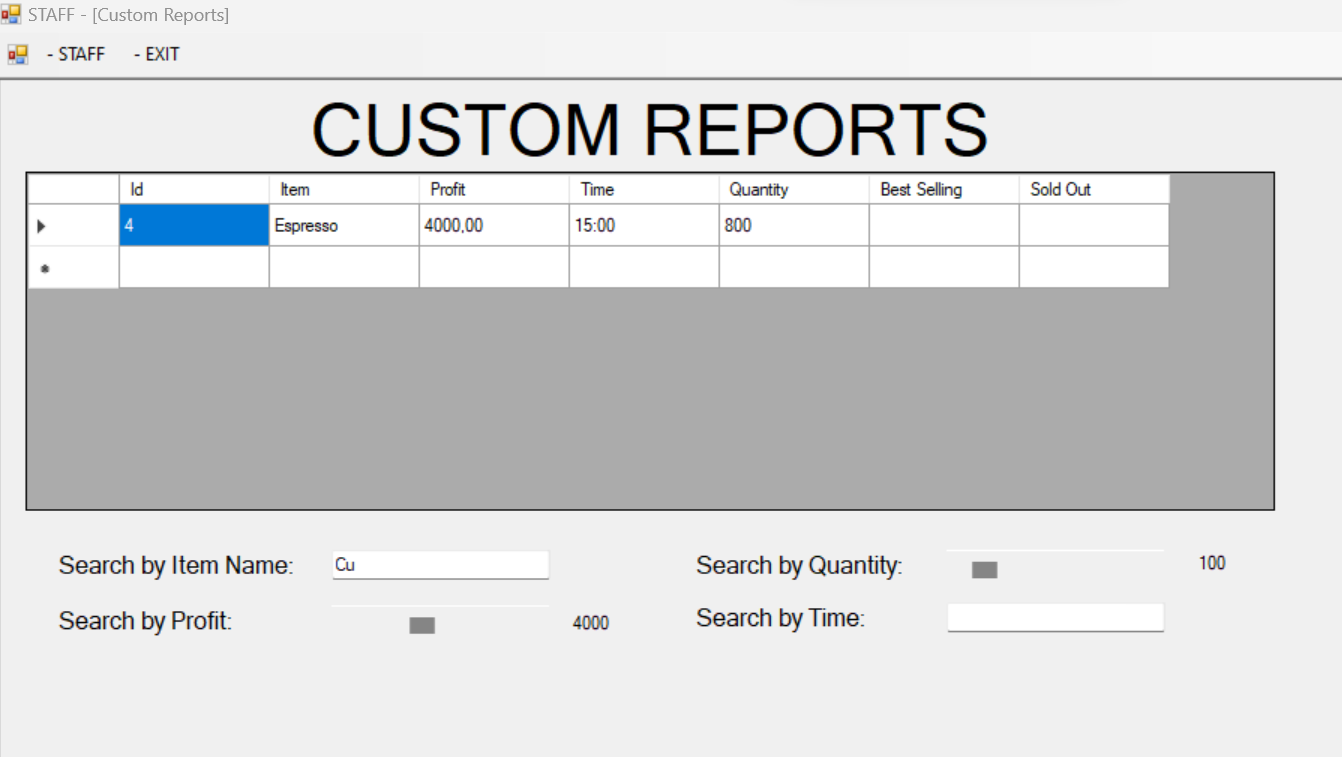 STAFF - [Custom Reports]
- STAFF - EXIT
CUSTOM REPORTS
Id Item Profit Time Quantity Best Selling Sold Out
4 Espresso 4000,00 15:00 800
Search by Item Name: Cu Search by Quantity: 100
Search by Profit: 4000 Search by Time: